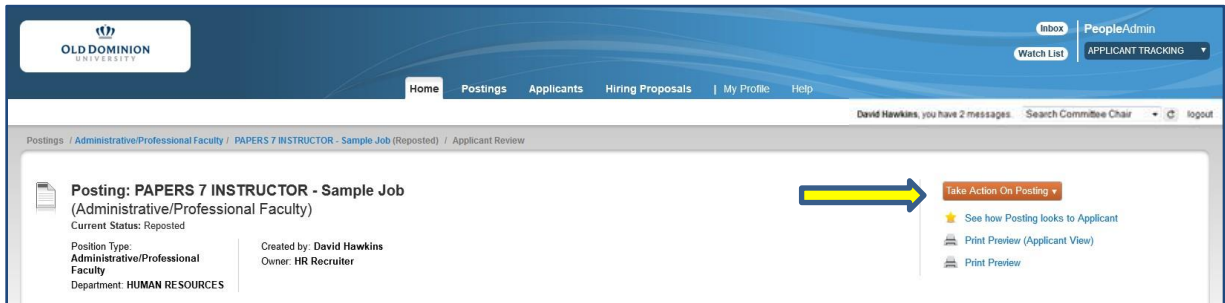 OLD DOMINION
UNIVERSITY
Inbox
PeopleAdmin
Watch List
APPLICANT TRACKING
Home Postings Applicants Hiring Proposals | My Profile Help
David Hawkins, you have 2 messages. Search Committee Chair logout
Postings / Administrative/Professional Faculty / PAPERS 7 INSTRUCTOR - Sample Job (Reposted) / Applicant Review
Posting: PAPERS 7 INSTRUCTOR - Sample Job
(Administrative/Professional Faculty)
Current Status: Reposted
Position Type:
Administrative/Professional
Faculty
Department: HUMAN RESOURCES
Created by: David Hawkins
Owner: HR Recruiter
Take Action On Posting
See how Posting looks to Applicant
Print Preview (Applicant View)
Print Preview